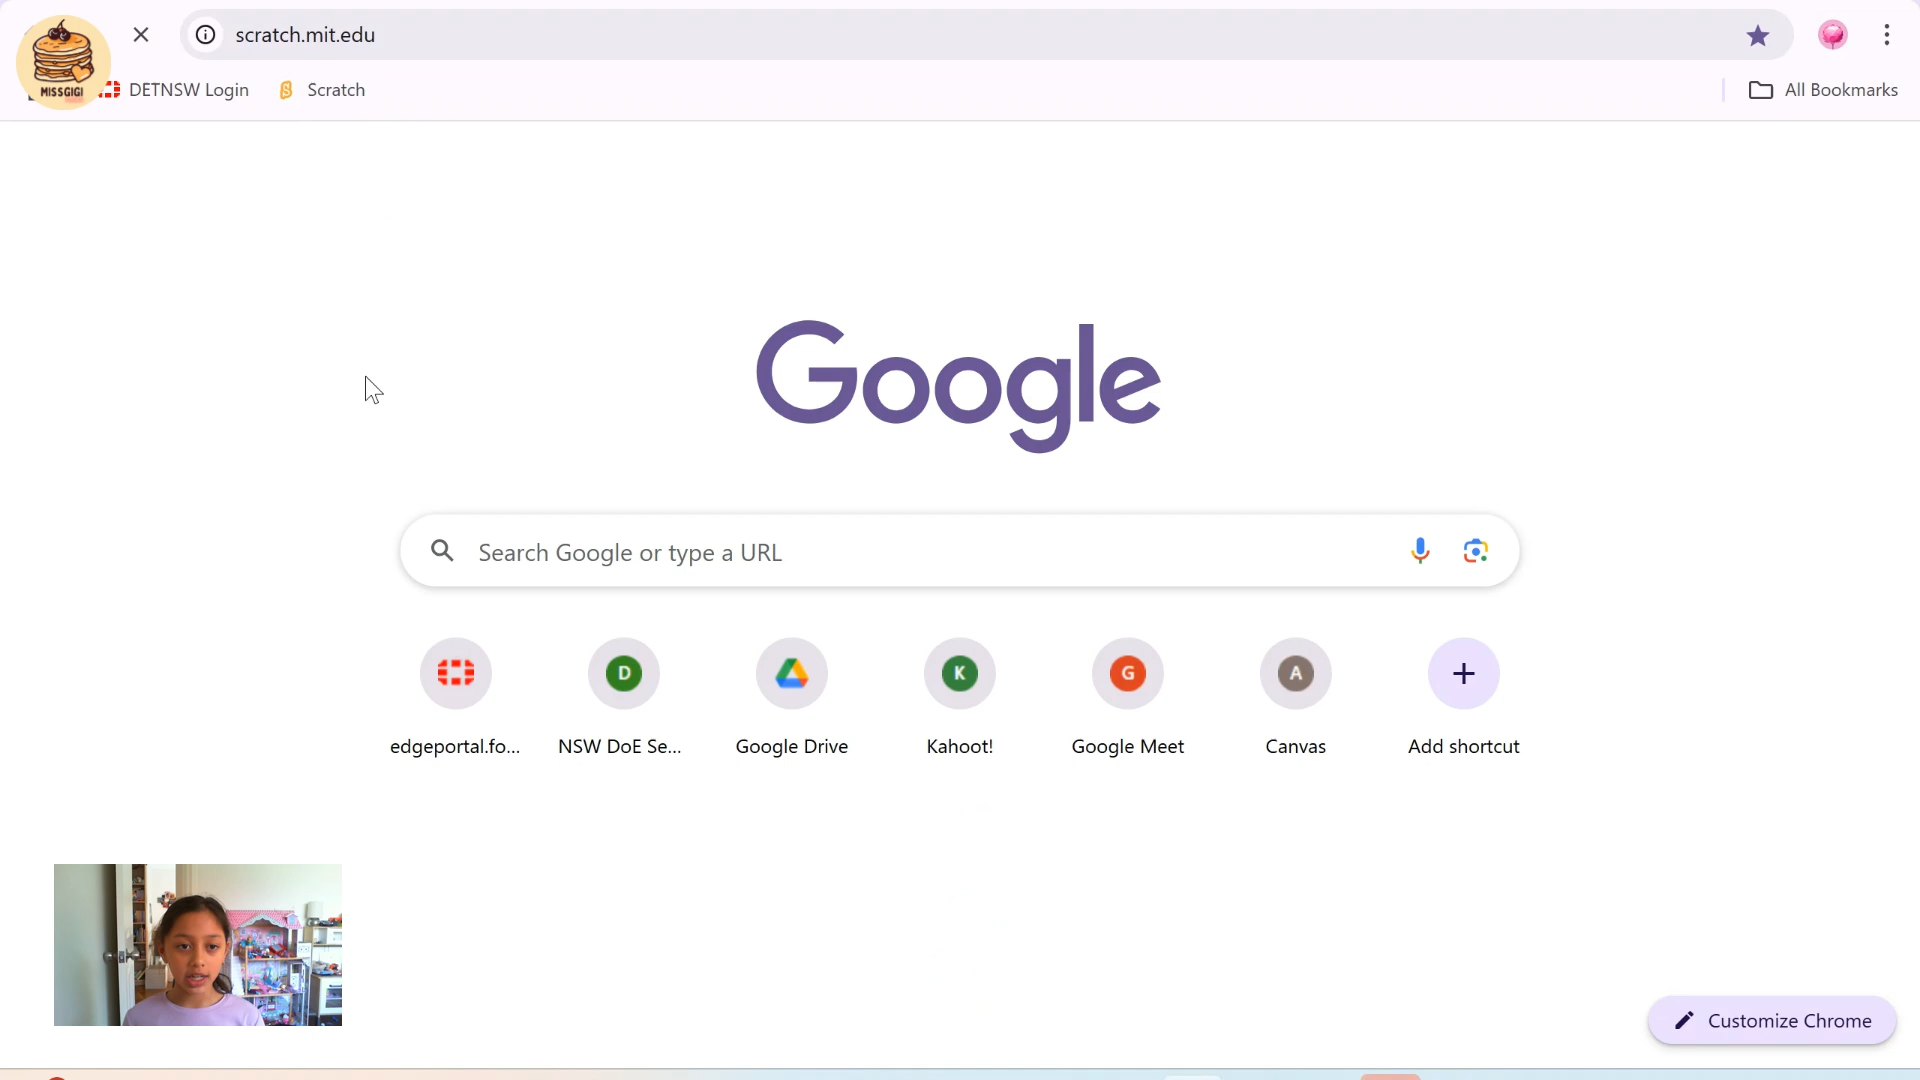 scratch.mit.edu
MISSGIGI
DETNSW Login
Scratch
All Bookmarks
Google
Search Google or type a URL
D
K
G
A
edgeportal.fo...
NSW DoE Se...
Google Drive
Kahoot!
Google Meet
Canvas
Add shortcut
Customize Chrome